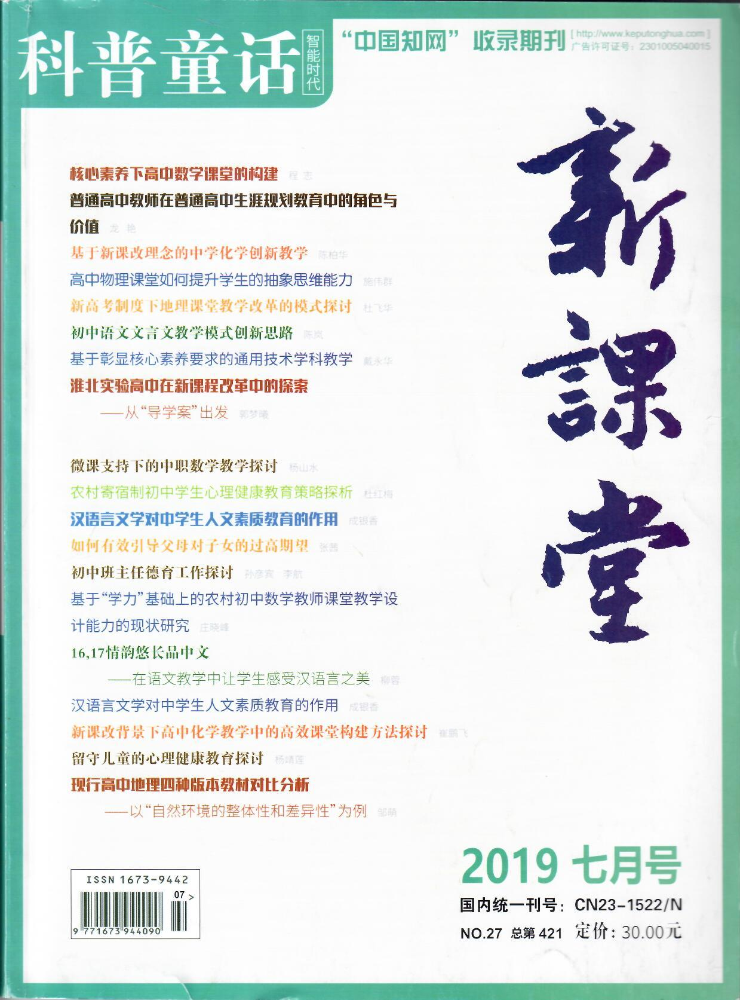 科普童话
智能时代
“中国知网”收录期刊
[ http://www.keputonghua.com ]
广告许可证号：2301005040015
新課堂
核心素养下高中数学课堂的构建 程 志
普通高中教师在普通高中生涯规划教育中的角色与
价值 龙 艳
基于新课改理念的中学化学创新教学 陈柏华
高中物理课堂如何提升学生的抽象思维能力 施伟群
新高考制度下地理课堂教学改革的模式探讨 杜飞华
初中语文文言文教学模式创新思路 陈岚
基于彰显核心素养要求的通用技术学科教学 戴永华
淮北实验高中在新课程改革中的探索
——从“导学案”出发 郭梦曦
微课支持下的中职数学教学探讨 杨山水
农村寄宿制初中学生心理健康教育策略探析 杜红梅
汉语言文学对中学生人文素质教育的作用 成银香
如何有效引导父母对子女的过高期望 张茜
初中班主任德育工作探讨 孙彦宾 李航
基于“学力”基础上的农村初中数学教师课堂教学设
计能力的现状研究 庄晓峰
16,17情韵悠长品中文
——在语文教学中让学生感受汉语言之美 柳蓉
汉语言文学对中学生人文素质教育的作用 成银香
新课改背景下高中化学教学中的高效课堂构建方法探讨 崔鹏飞
留守儿童的心理健康教育探讨 杨靖莲
现行高中地理四种版本教材对比分析
——以“自然环境的整体性和差异性”为例 邹萌
2019 七月号
国内统一刊号：CN23-1522/N
NO.27 总第 421 定价：30.00元
ISSN 1673-9442
07 >
9 771673 944090